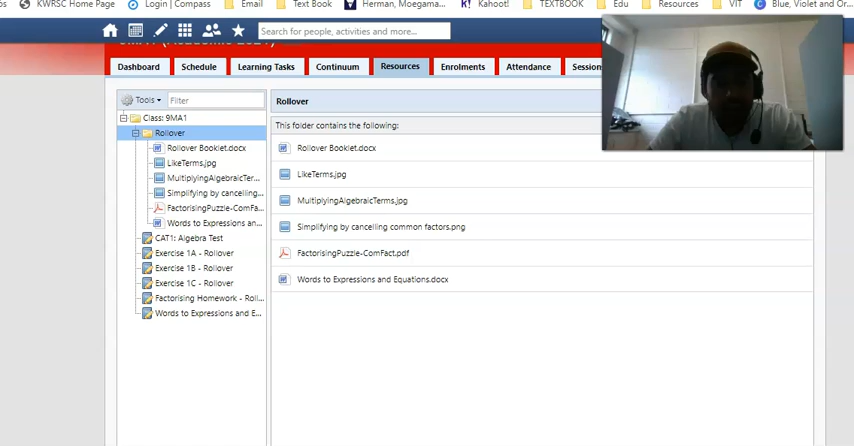 KWRSC Home Page Login | Compass Email Text Book Herman, Moegama... Kahoot! TEXTBOOK Edu Resources VIT Blue, Violet and Or...
Search for people, activities and more...
Dashboard Schedule Learning Tasks Continuum Resources Enrolments Attendance Session
Tools Filter
Class: 9MA1
Rollover
Rollover Booklet.docx
LikeTerms.jpg
MultiplyingAlgebraicTer...
Simplifying by cancelling...
FactorisingPuzzle-ComFa...
Words to Expressions an...
CAT1: Algebra Test
Exercise 1A - Rollover
Exercise 1B - Rollover
Exercise 1C - Rollover
Factorising Homework - Roll...
Words to Expressions and E...
Rollover
This folder contains the following:
Rollover Booklet.docx
LikeTerms.jpg
MultiplyingAlgebraicTerms.jpg
Simplifying by cancelling common factors.png
FactorisingPuzzle-ComFact.pdf
Words to Expressions and Equations.docx